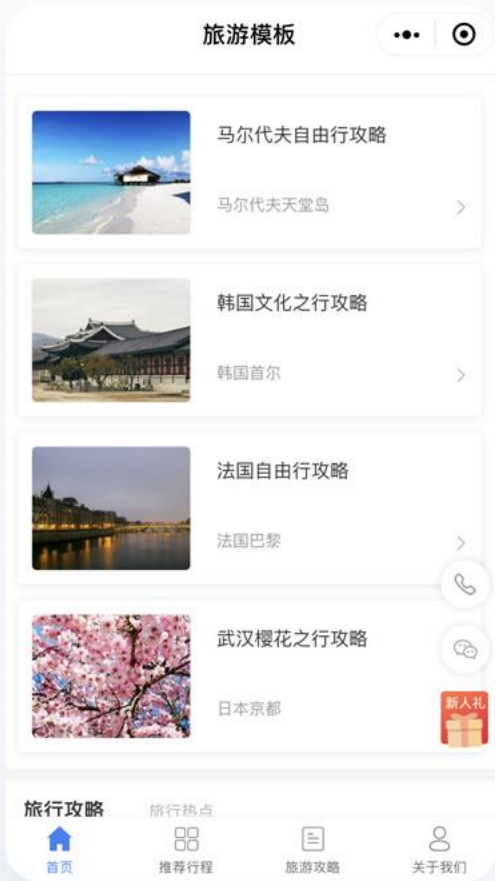 旅游模板
马尔代夫自由行攻略
马尔代夫天堂岛
韩国文化之行攻略
韩国首尔
法国自由行攻略
法国巴黎
武汉樱花之行攻略
日本京都
新人礼
旅行攻略 旅行热点
首页 推荐行程 旅游攻略 关于我们